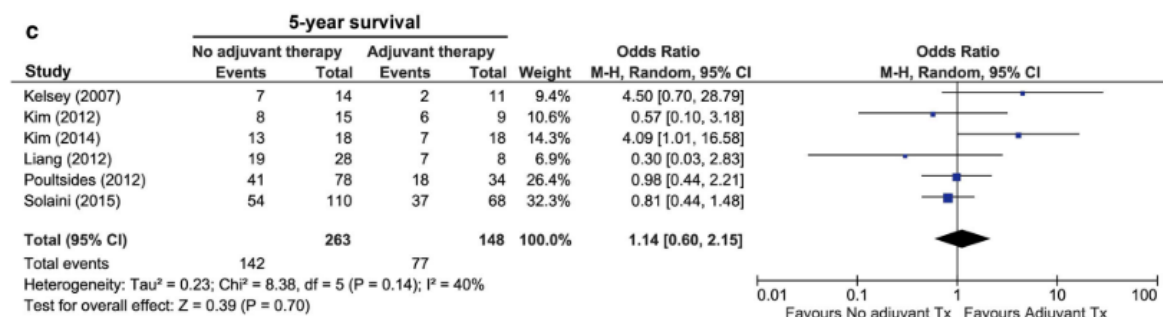 c
5-year survival
No adjuvant therapy Adjuvant therapy Odds Ratio Odds Ratio
Study Events Total Events Total Weight M-H, Random, 95% CI M-H, Random, 95% CI
Kelsey (2007) 7 14 2 11 9.4% 4.50 [0.70, 28.79]
Kim (2012) 8 15 6 9 10.6% 0.57 [0.10, 3.18]
Kim (2014) 13 18 7 18 14.3% 4.09 [1.01, 16.58]
Liang (2012) 19 28 7 8 6.9% 0.30 [0.03, 2.83]
Poultsides (2012) 41 78 18 34 26.4% 0.98 [0.44, 2.21]
Solaini (2015) 54 110 37 68 32.3% 0.81 [0.44, 1.48]
Total (95% CI) 263 148 100.0% 1.14 [0.60, 2.15]
Total events 142 77
Heterogeneity: Tau² = 0.23; Chi² = 8.38, df = 5 (P = 0.14); I² = 40%
Test for overall effect: Z = 0.39 (P = 0.70)
0.01 0.1 1 10 100
Favours No adjuvant Tx Favours Adjuvant Tx